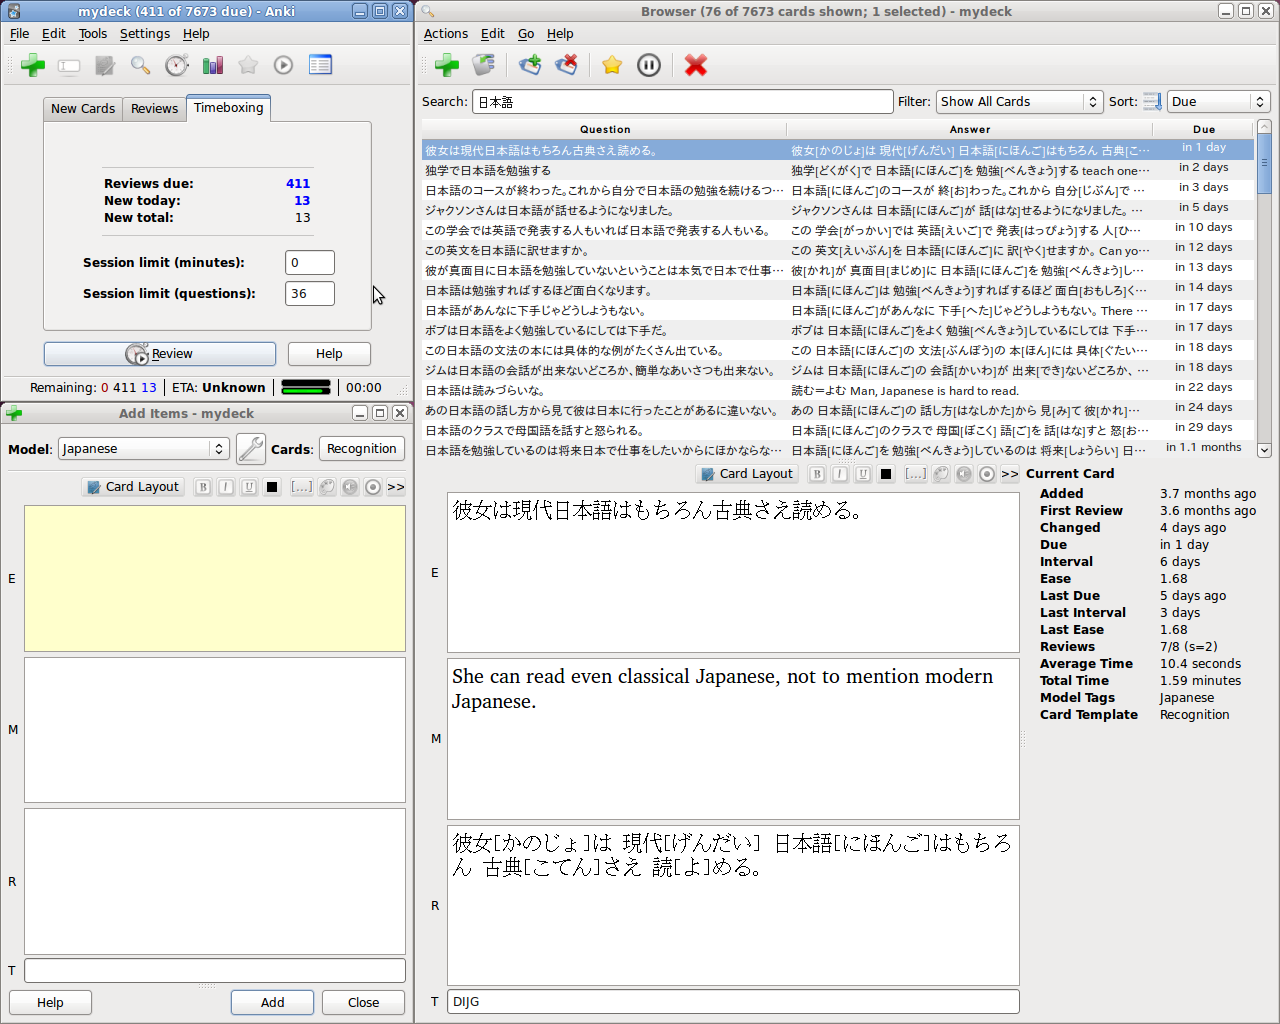 mydeck (411 of 7673 due) - Anki
File Edit Tools Settings Help
New Cards Reviews Timeboxing
Reviews due: 411
New today: 13
New total: 13
Session limit (minutes): 0
Session limit (questions): 36
Review Help
Remaining: 0 411 13 ETA: Unknown 00:00
Add Items - mydeck
Model: Japanese Cards: Recognition
Card Layout B I U [...] >>
E
M
R
T
Help Add Close
Browser (76 of 7673 cards shown; 1 selected) - mydeck
Actions Edit Go Help
Search: 日本語 Filter: Show All Cards Sort: Due
Question Answer Due
彼女は現代日本語はもちろん古典さえ読める。 彼女[かのじょ]は 現代[げんだい] 日本語[にほんご]はもちろん 古典[こ… in 1 day
独学で日本語を勉強する 独学[どくがく]で 日本語[にほんご]を 勉強[べんきょう]する teach one… in 2 days
日本語のコースが終わった。これから自分で日本語の勉強を続けるつ… 日本語[にほんご]のコースが 終[お]わった。これから 自分[じぶん]で … in 3 days
ジャクソンさんは日本語が話せるようになりました。 ジャクソンさんは 日本語[にほんご]が 話[はな]せるようになりました。 … in 5 days
この学会では英語で発表する人もいれば日本語で発表する人もいる。 この 学会[がっかい]では 英語[えいご]で 発表[はっぴょう]する 人[ひ… in 10 days
この英文を日本語に訳せますか。 この 英文[えいぶん]を 日本語[にほんご]に 訳[やく]せますか。 Can yo… in 12 days
彼が真面目に日本語を勉強していないということは本気で日本で仕事… 彼[かれ]が 真面目[まじめ]に 日本語[にほんご]を 勉強[べんきょう]し… in 13 days
日本語は勉強すればするほど面白くなります。 日本語[にほんご]は 勉強[べんきょう]すればするほど 面白[おもしろ]く… in 14 days
日本語があんなに下手じゃどうしようもない。 日本語[にほんご]があんなに 下手[へた]じゃどうしようもない。 There … in 17 days
ボブは日本語をよく勉強しているにしては下手だ。 ボブは 日本語[にほんご]をよく 勉強[べんきょう]しているにしては 下手… in 17 days
この日本語の文法の本には具体的な例がたくさん出ている。 この 日本語[にほんご]の 文法[ぶんぽう]の 本[ほん]には 具体[ぐたい… in 18 days
ジムは日本語の会話が出来ないどころか、簡単なあいさつも出来ない。 ジムは 日本語[にほんご]の 会話[かいわ]が 出来[でき]ないどころか、 … in 18 days
日本語は読みづらいな。 読む=よむ Man, Japanese is hard to read. in 22 days
あの日本語の話し方から見て彼は日本に行ったことがあるに違いない。 あの 日本語[にほんご]の 話し方[はなしかた]から 見[み]て 彼[かれ]… in 24 days
日本語のクラスで母国語を話すと怒られる。 日本語[にほんご]のクラスで 母国[ぼこく] 語[ご]を 話[はな]すと 怒[お… in 29 days
日本語を勉強しているのは将来日本で仕事をしたいからにほかならな… 日本語[にほんご]を 勉強[べんきょう]しているのは 将来[しょうらい] 日… in 1.1 months
Card Layout B I U [...] >>
E 彼女は現代日本語はもちろん古典さえ読める。
M She can read even classical Japanese, not to mention modern
Japanese.
R 彼女[かのじょ]は 現代[げんだい] 日本語[にほんご]はもちろ
ん 古典[こてん]さえ 読[よ]める。
T DIJG
Current Card
Added 3.7 months ago
First Review 3.6 months ago
Changed 4 days ago
Due in 1 day
Interval 6 days
Ease 1.68
Last Due 5 days ago
Last Interval 3 days
Last Ease 1.68
Reviews 7/8 (s=2)
Average Time 10.4 seconds
Total Time 1.59 minutes
Model Tags Japanese
Card Template Recognition